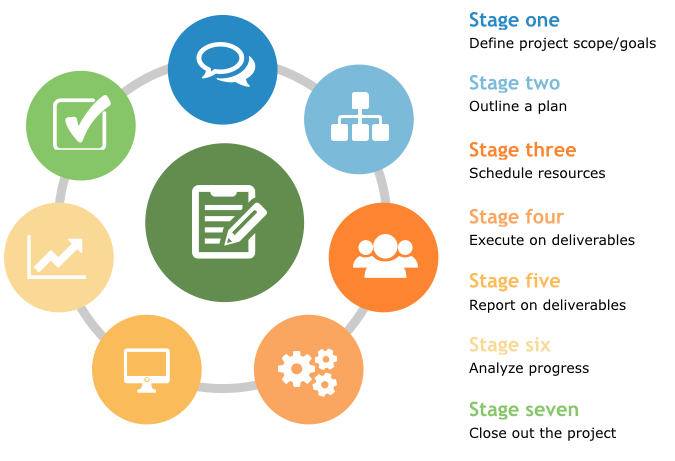 Stage one
Define project scope/goals
Stage two
Outline a plan
Stage three
Schedule resources
Stage four
Execute on deliverables
Stage five
Report on deliverables
Stage six
Analyze progress
Stage seven
Close out the project